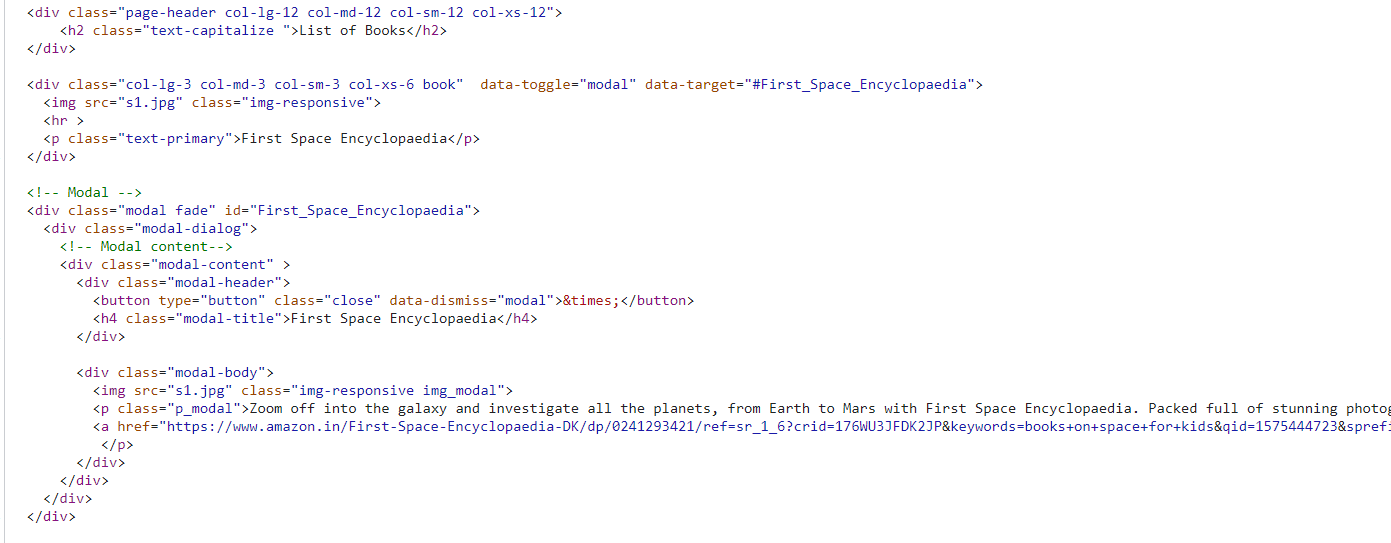 <div class="page-header col-lg-12 col-md-12 col-sm-12 col-xs-12">
<h2 class="text-capitalize ">List of Books</h2>
</div>
<div class="col-lg-3 col-md-3 col-sm-3 col-xs-6 book"  data-toggle="modal" data-target="#First_Space_Encyclopaedia">
<img src="s1.jpg" class="img-responsive">
<hr >
<p class="text-primary">First Space Encyclopaedia</p>
</div>
<!-- Modal -->
<div class="modal fade" id="First_Space_Encyclopaedia">
<div class="modal-dialog">
<!-- Modal content-->
<div class="modal-content" >
<div class="modal-header">
<button type="button" class="close" data-dismiss="modal">&times;</button>
<h4 class="modal-title">First Space Encyclopaedia</h4>
</div>
<div class="modal-body">
<img src="s1.jpg" class="img-responsive img_modal">
<p class="p_modal">Zoom off into the galaxy and investigate all the planets, from Earth to Mars with First Space Encyclopaedia. Packed full of stunning photog
<a href="https://www.amazon.in/First-Space-Encyclopaedia-DK/dp/0241293421/ref=sr_1_6?crid=176WU3JFDK2JP&keywords=books+on+space+for+kids&qid=1575444723&sprefi
</p>
</div>
</div>
</div>
</div>